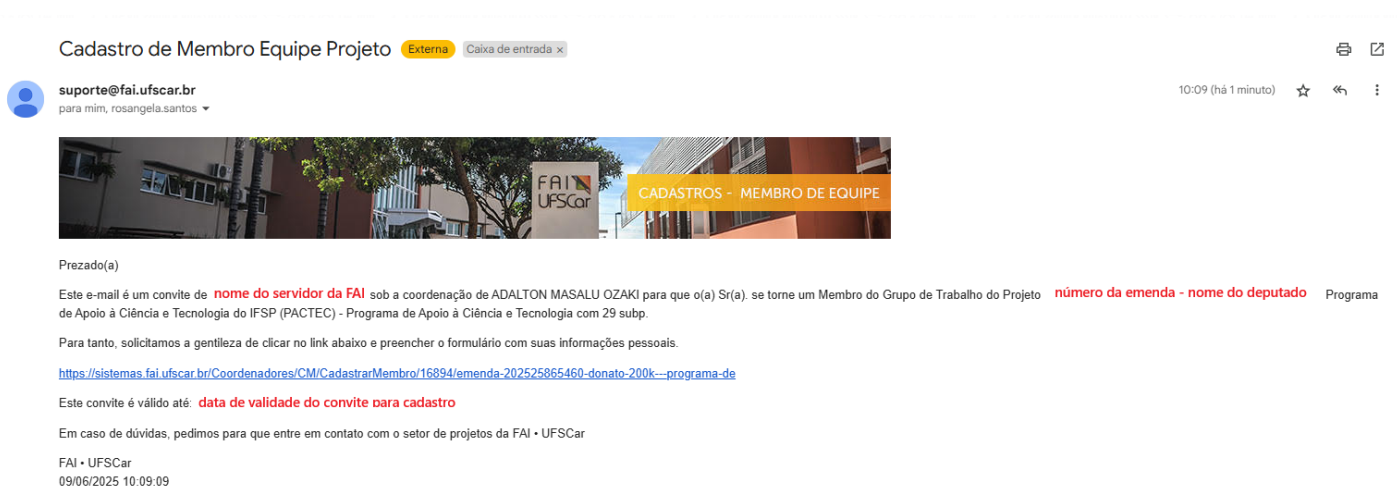 Cadastro de Membro Equipe Projeto Externa Caixa de entrada ×
suporte@fai.ufscar.br 10:09 (há 1 minuto)
para mim, rosangela.santos
FAI
UFSCar
CADASTROS - MEMBRO DE EQUIPE
Prezado(a)
Este e-mail é um convite de nome do servidor da FAI sob a coordenação de ADALTON MASALU OZAKI para que o(a) Sr(a). se torne um Membro do Grupo de Trabalho do Projeto número da emenda - nome do deputado Programa
de Apoio à Ciência e Tecnologia do IFSP (PACTEC) - Programa de Apoio à Ciência e Tecnologia com 29 subp.
Para tanto, solicitamos a gentileza de clicar no link abaixo e preencher o formulário com suas informações pessoais.
https://sistemas.fai.ufscar.br/Coordenadores/CM/CadastrarMembro/16894/emenda-202525865460-donato-200k---programa-de
Este convite é válido até: data de validade do convite para cadastro
Em caso de dúvidas, pedimos para que entre em contato com o setor de projetos da FAI • UFSCar
FAI • UFSCar
09/06/2025 10:09:09